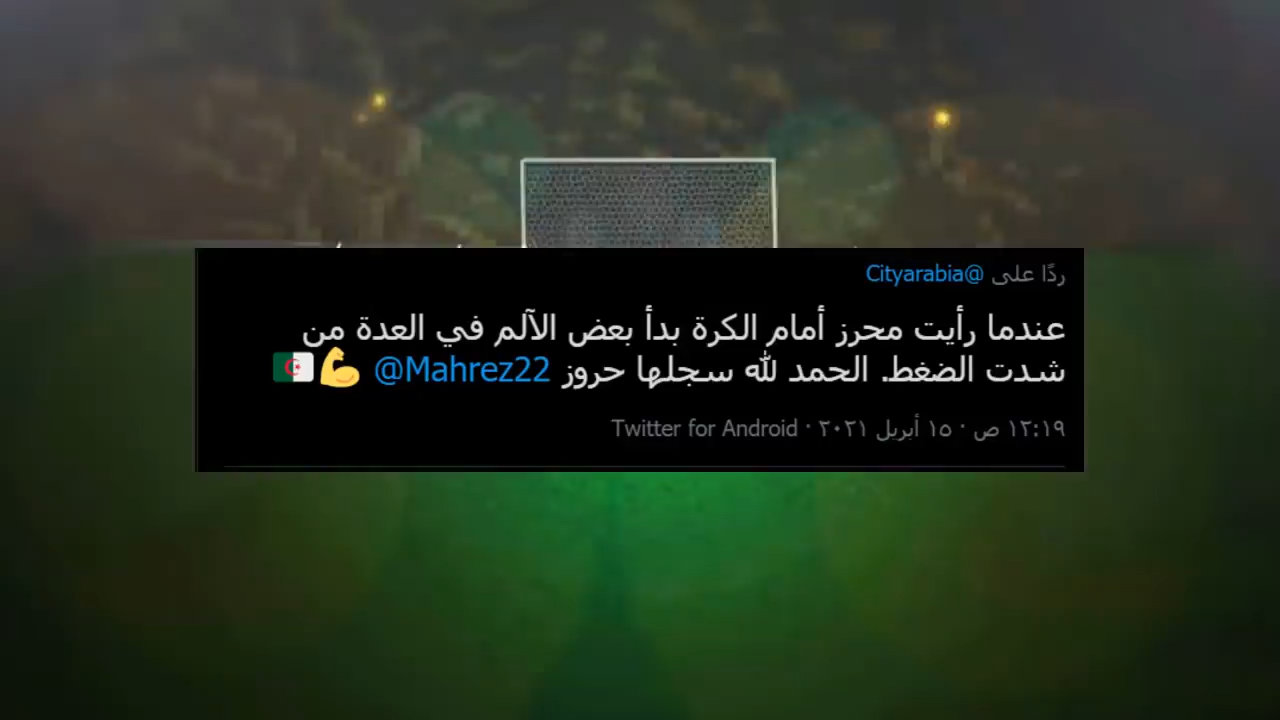 ردًا على @Cityarabia
عندما رأيت محرز أمام الكرة بدأ بعض الآلم في العدة من
شدت الضغط. الحمد لله سجلها حروز @Mahrez22 💪🇩🇿
١٢:١٩ ص · ١٥ أبريل ٢٠٢١ · Twitter for Android